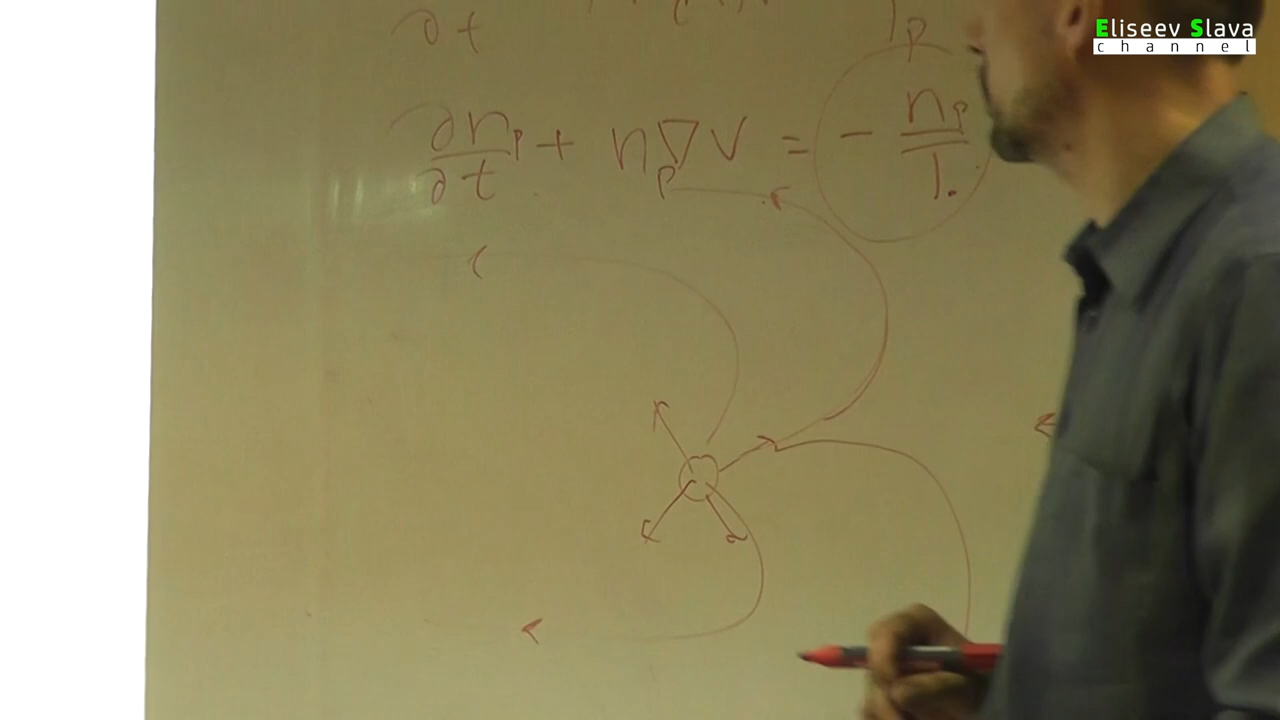 Eliseev Slava
channel
∂t
∂n_p/∂t + n_p∇V = - n_p/